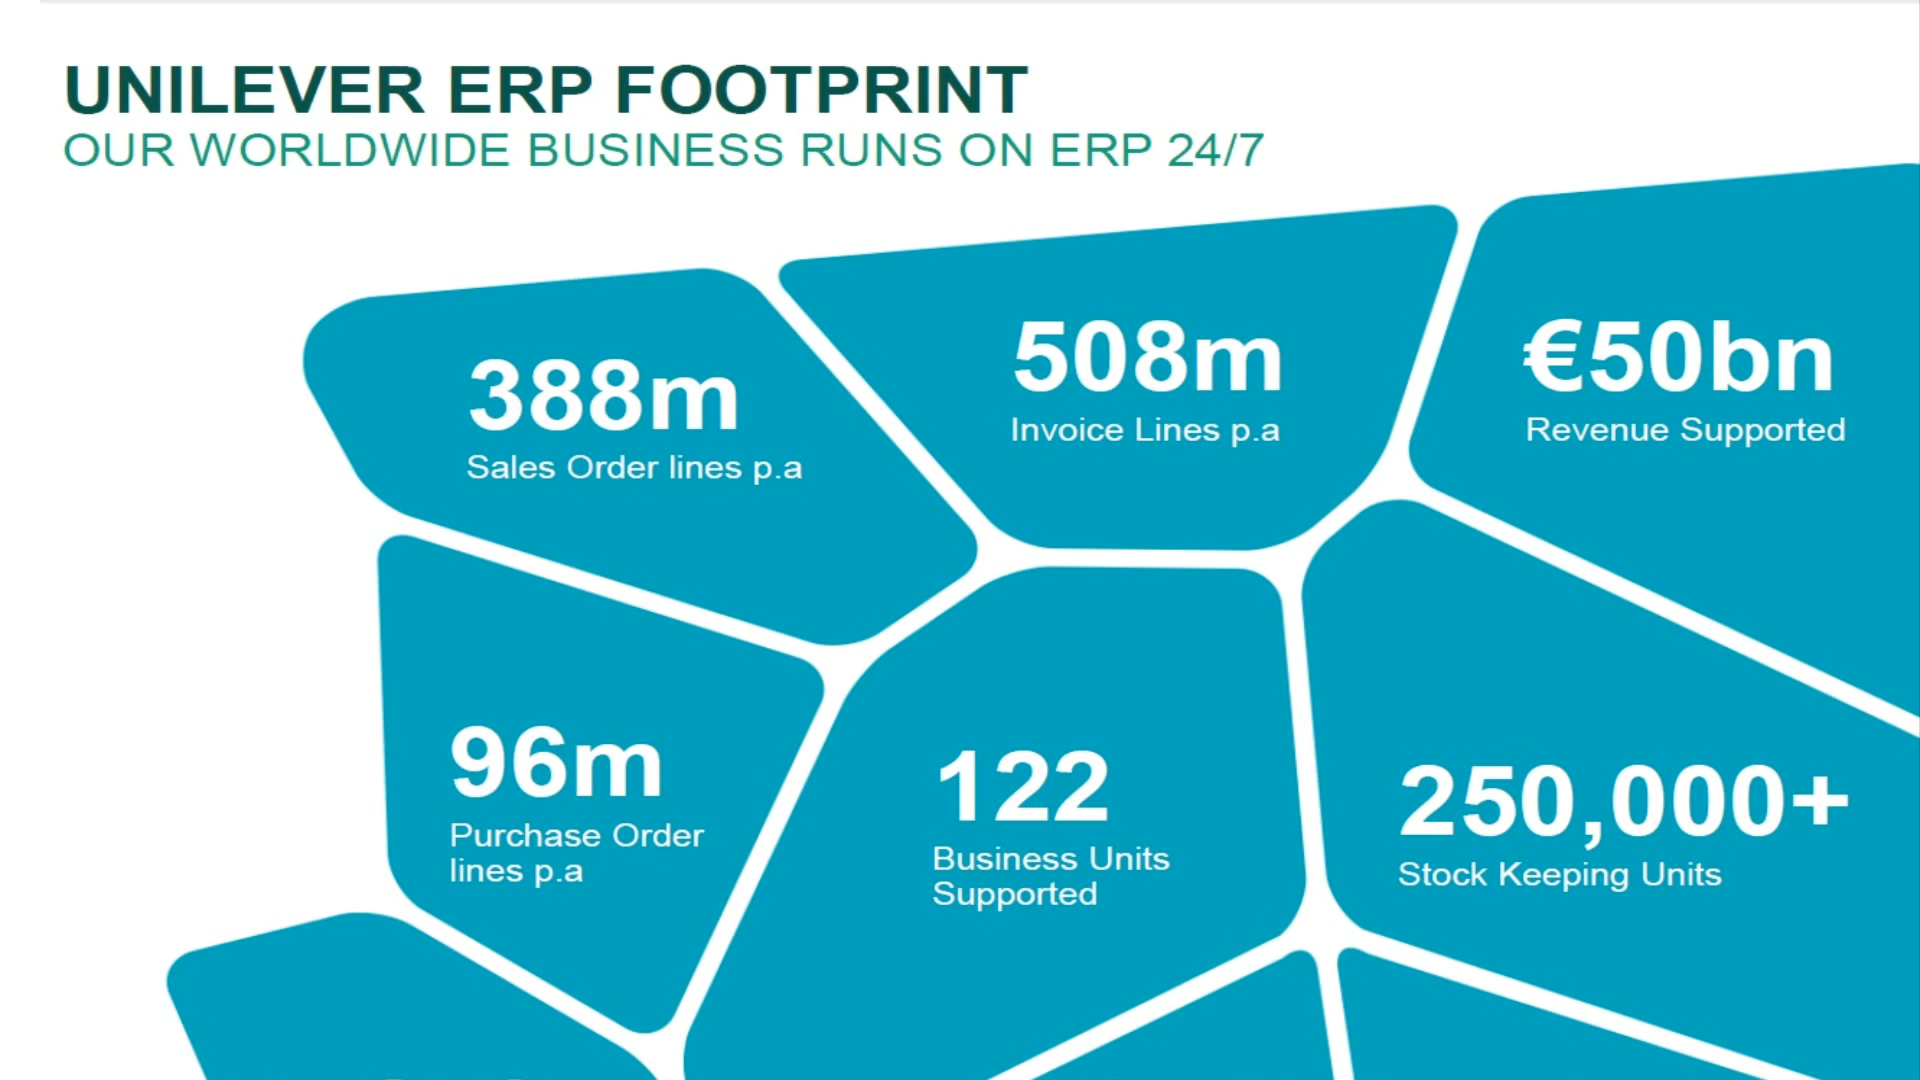 UNILEVER ERP FOOTPRINT
OUR WORLDWIDE BUSINESS RUNS ON ERP 24/7
388m
Sales Order lines p.a
508m
Invoice Lines p.a
€50bn
Revenue Supported
96m
Purchase Order
lines p.a
122
Business Units
Supported
250,000+
Stock Keeping Units